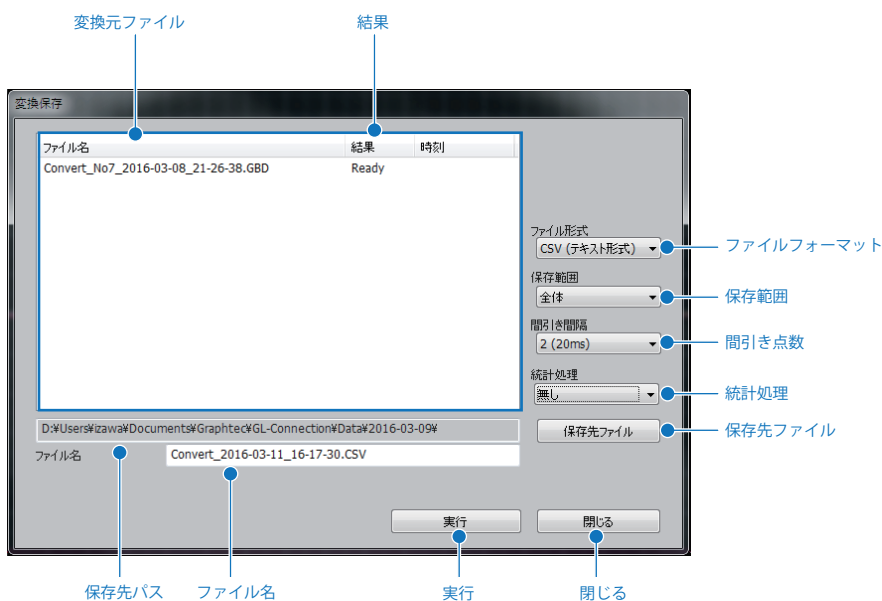 変換元ファイル
結果
変換保存
ファイル名 結果 時刻
Convert_No7_2016-03-08_21-26-38.GBD Ready
ファイル形式
CSV (テキスト形式)
ファイルフォーマット
保存範囲
全体
保存範囲
間引き間隔
2 (20ms)
間引き点数
統計処理
無し
統計処理
D:¥Users¥izawa¥Documents¥Graphtec¥GL-Connection¥Data¥2016-03-09¥
保存先ファイル
保存先ファイル
ファイル名
Convert_2016-03-11_16-17-30.CSV
実行
閉じる
保存先パス
ファイル名
実行
閉じる